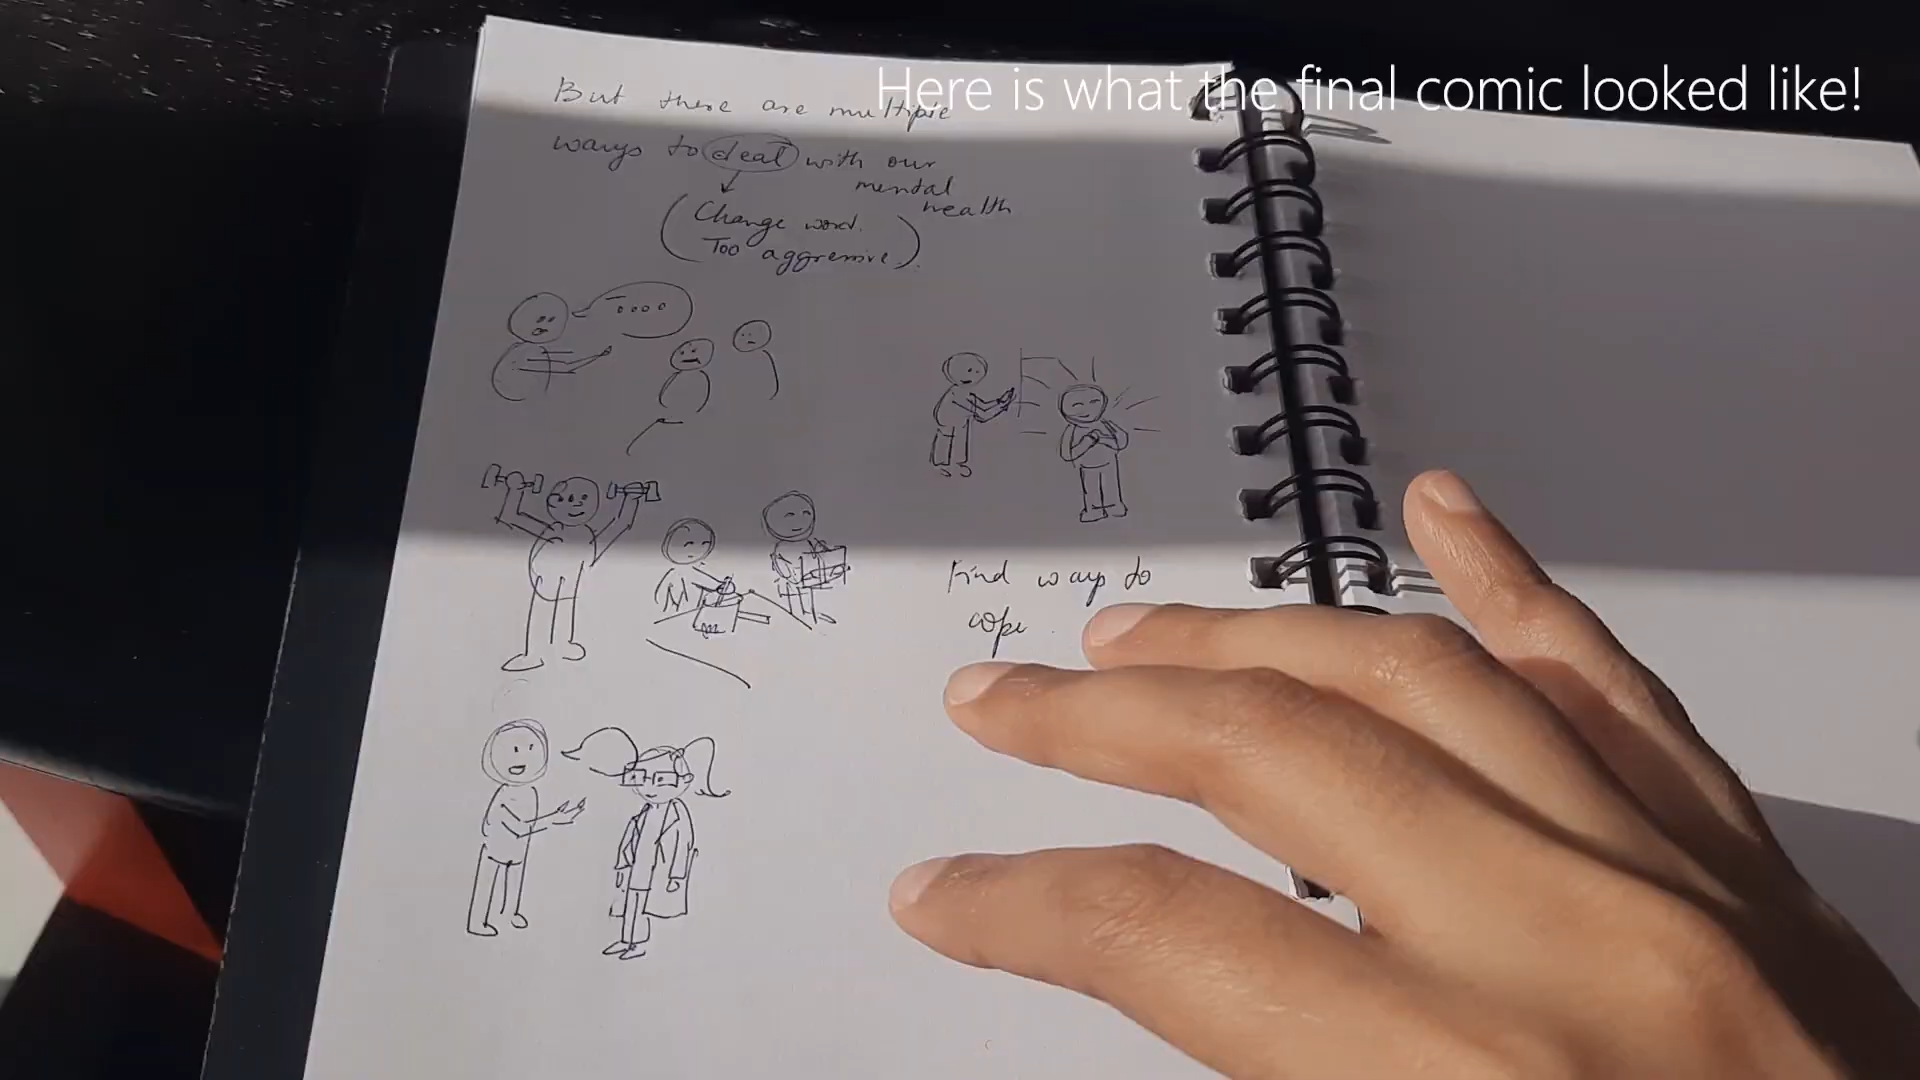 Here is what the final comic looked like!
But there are multiple
ways to deal with our
mental
health
(Change word.
Too aggressive).
Find ways to
cope.